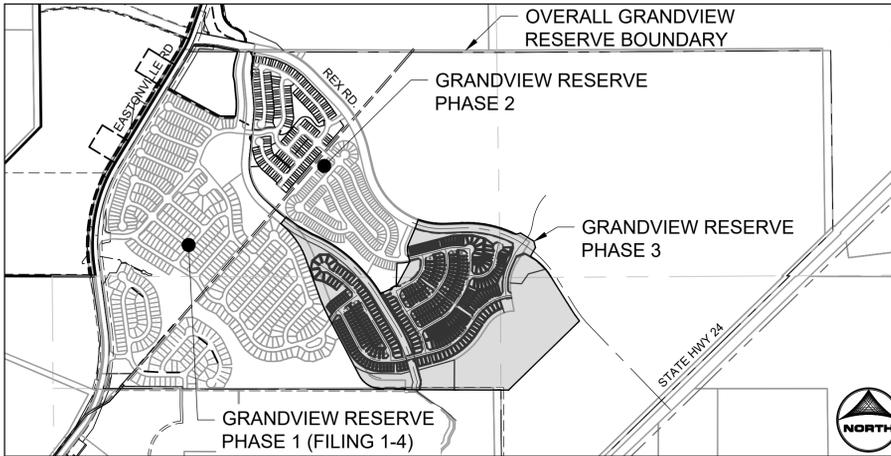 OVERALL GRANDVIEW
RESERVE BOUNDARY
EASTONVILLE RD
REX RD.
GRANDVIEW RESERVE
PHASE 2
GRANDVIEW RESERVE
PHASE 3
STATE HWY 24
GRANDVIEW RESERVE
PHASE 1 (FILING 1-4)
NORTH